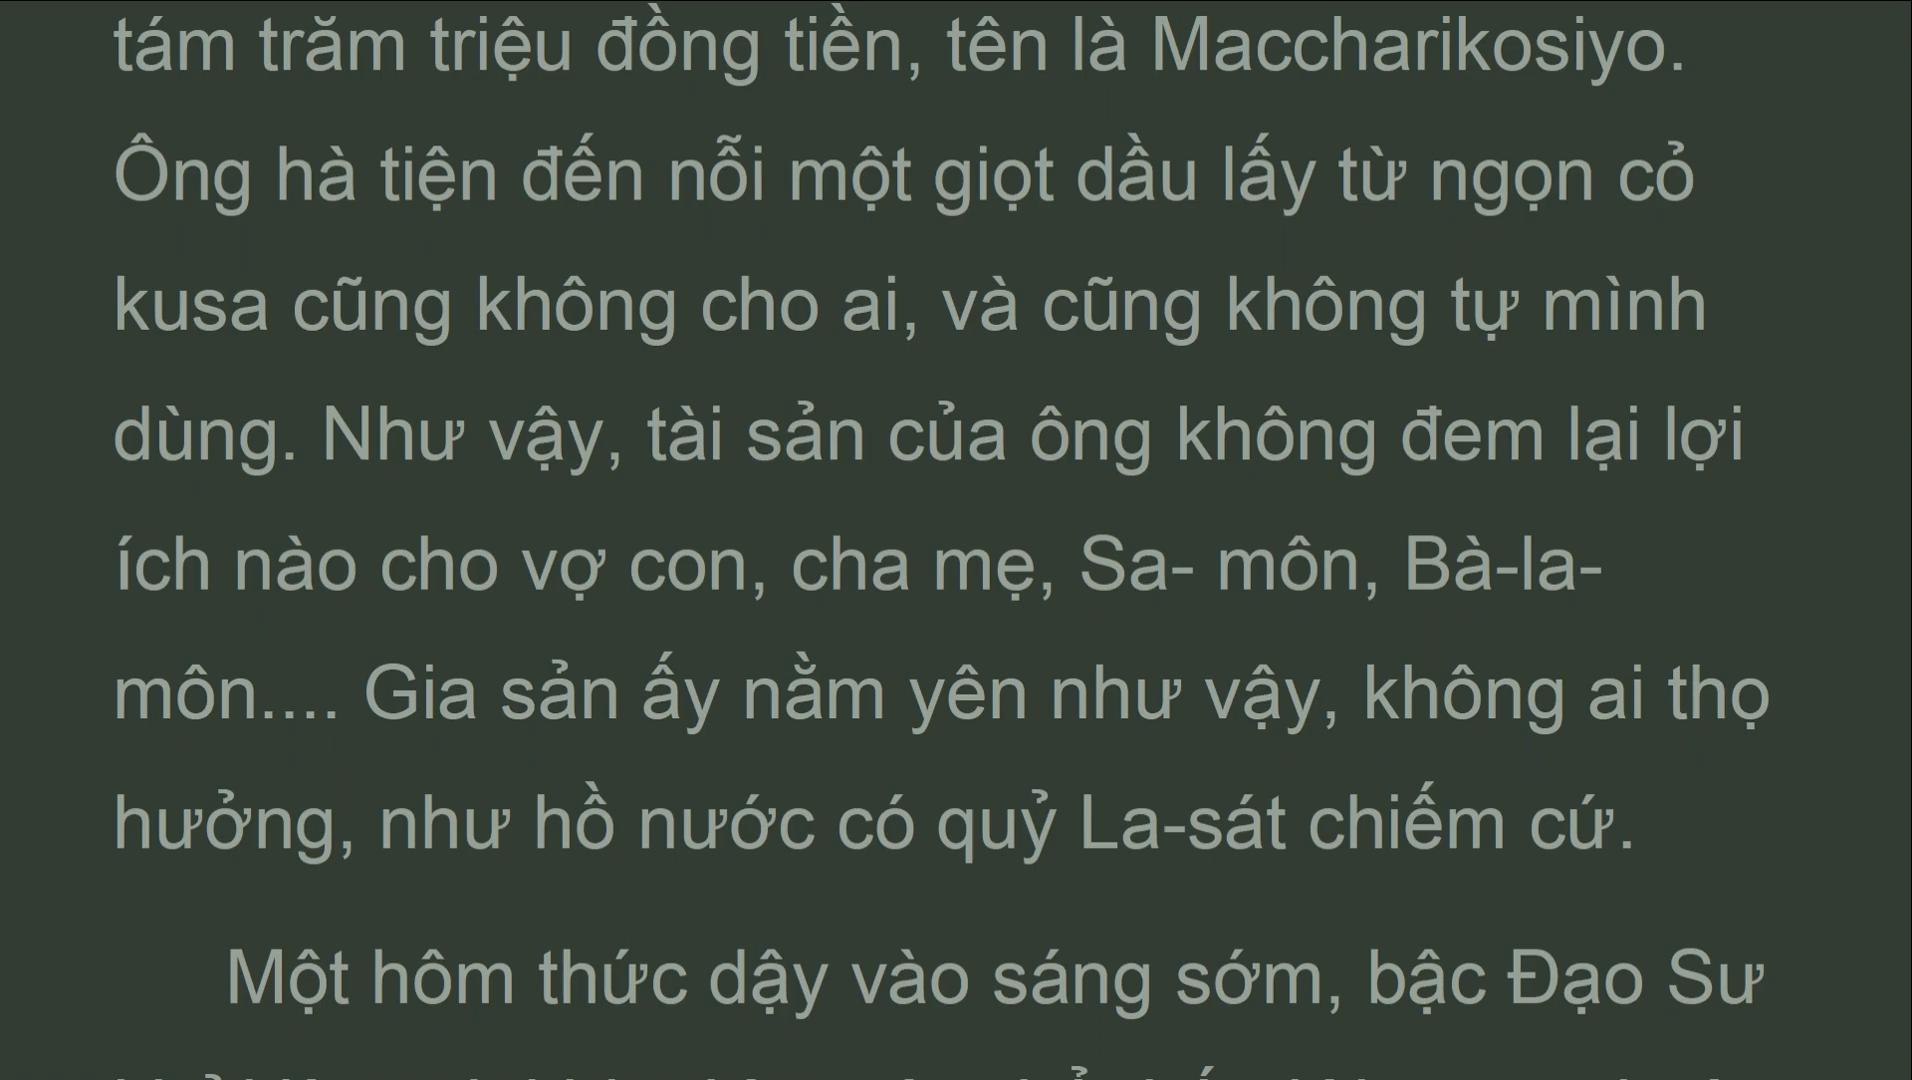 tám trăm triệu đồng tiền, tên là Maccharikosiyo.
Ông hà tiện đến nỗi một giọt dầu lấy từ ngọn cỏ
kusa cũng không cho ai, và cũng không tự mình
dùng. Như vậy, tài sản của ông không đem lại lợi
ích nào cho vợ con, cha mẹ, Sa- môn, Bà-la-
môn.... Gia sản ấy nằm yên như vậy, không ai thọ
hưởng, như hồ nước có quỷ La-sát chiếm cứ.
Một hôm thức dậy vào sáng sớm, bậc Đạo Sư